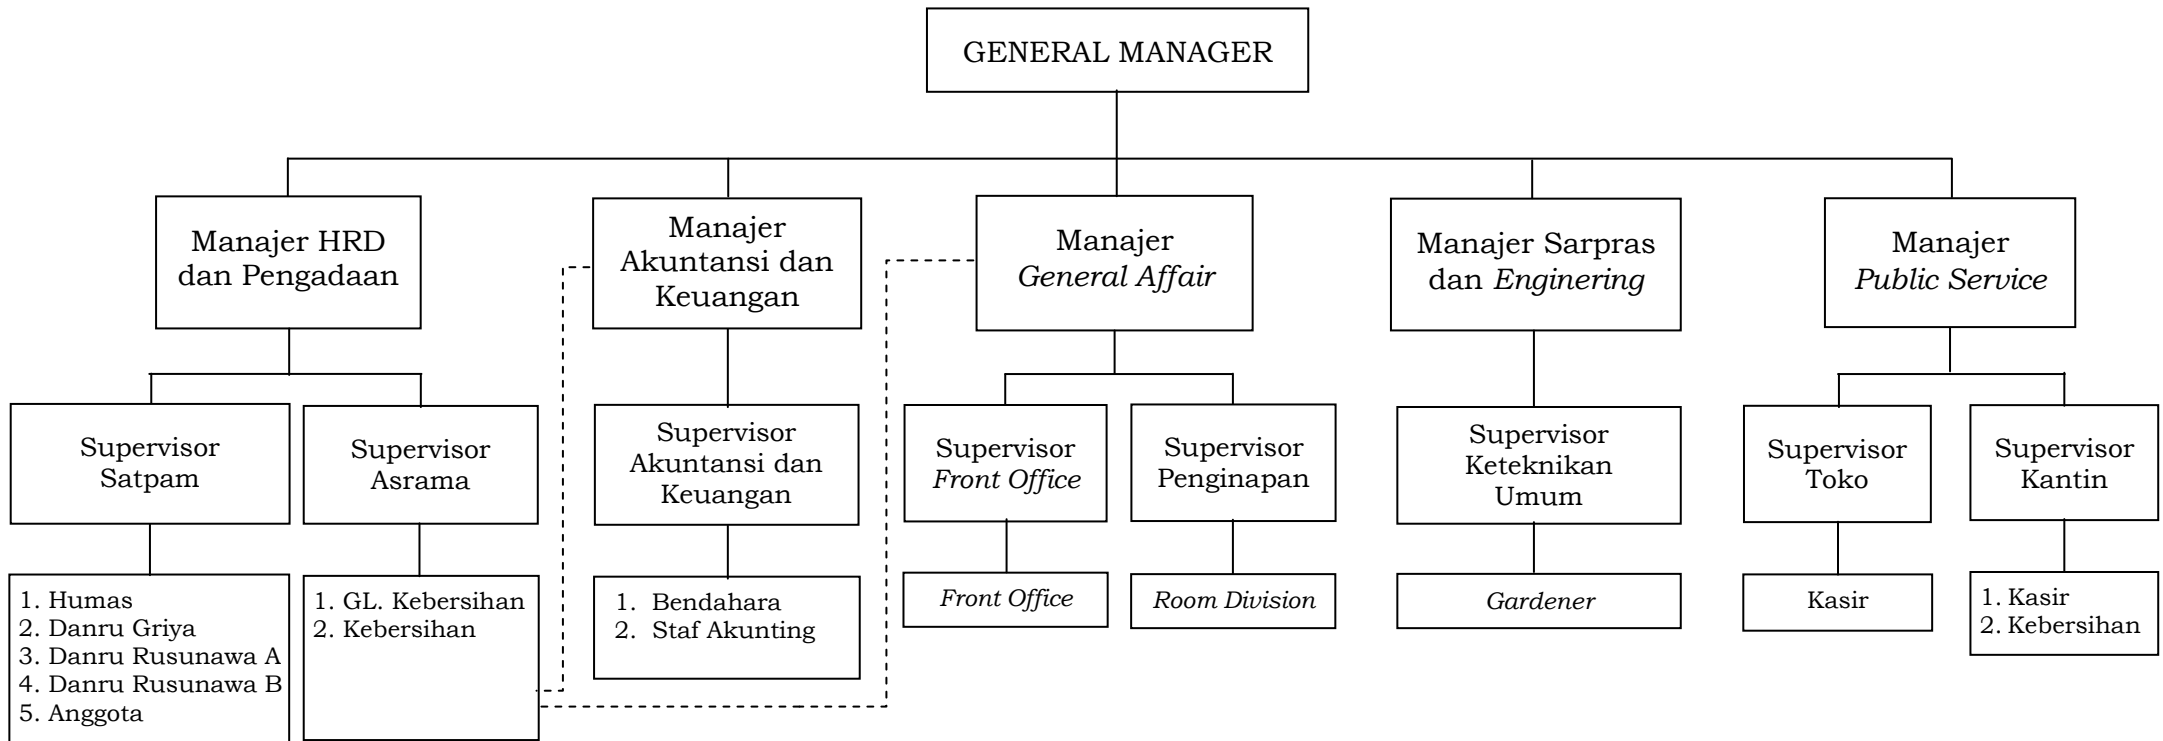 GENERAL MANAGER
Manajer HRD
dan Pengadaan
Manajer
Akuntansi dan
Keuangan
Manajer
General Affair
Manajer Sarpras
dan Enginering
Manajer
Public Service
Supervisor
Satpam
Supervisor
Asrama
Supervisor
Akuntansi dan
Keuangan
Supervisor
Front Office
Supervisor
Penginapan
Supervisor
Keteknikan
Umum
Supervisor
Toko
Supervisor
Kantin
1. Humas
2. Danru Griya
3. Danru Rusunawa A
4. Danru Rusunawa B
5. Anggota
1. GL. Kebersihan
2. Kebersihan
1. Bendahara
2. Staf Akunting
Front Office
Room Division
Gardener
Kasir
1. Kasir
2. Kebersihan